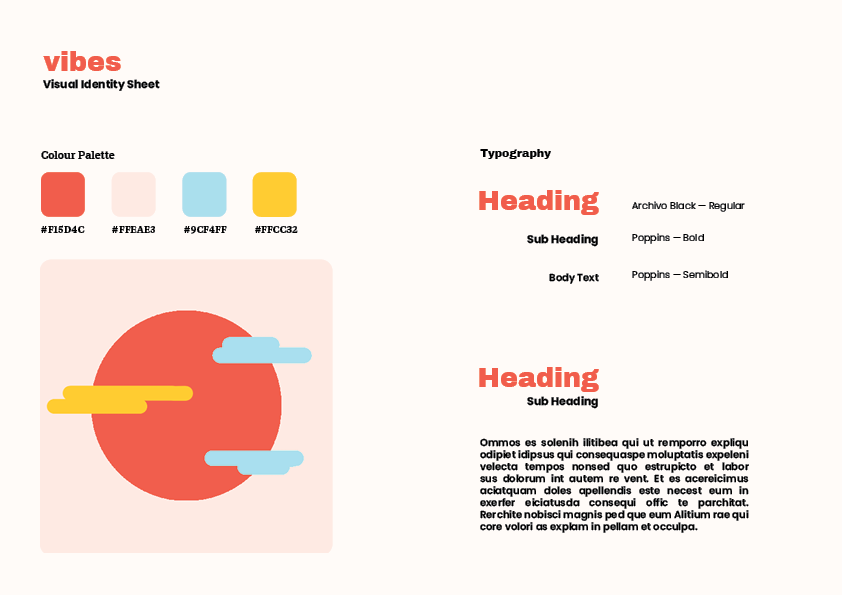 vibes
Visual Identity Sheet
Colour Palette
#F15D4C
#FFEAE3
#9CF4FF
#FFCC32
Typography
Heading
Archivo Black — Regular
Sub Heading
Poppins — Bold
Body Text
Poppins — Semibold
Heading
Sub Heading
Ommos es solenih ilitibea qui ut remporro expliqu
odipiet idipsus qui consequaspe moluptatis expeleni
velecta tempos nonsed quo estrupicto et labor
sus dolorum int autem re vent. Et es acereicimus
aciatquam doles apellendis este necest eum in
exerfer eiciatusda consequi offic te parchitat.
Rerchite nobisci magnis ped que eum Alitium rae qui
core volori as explam in pellam et occulpa.